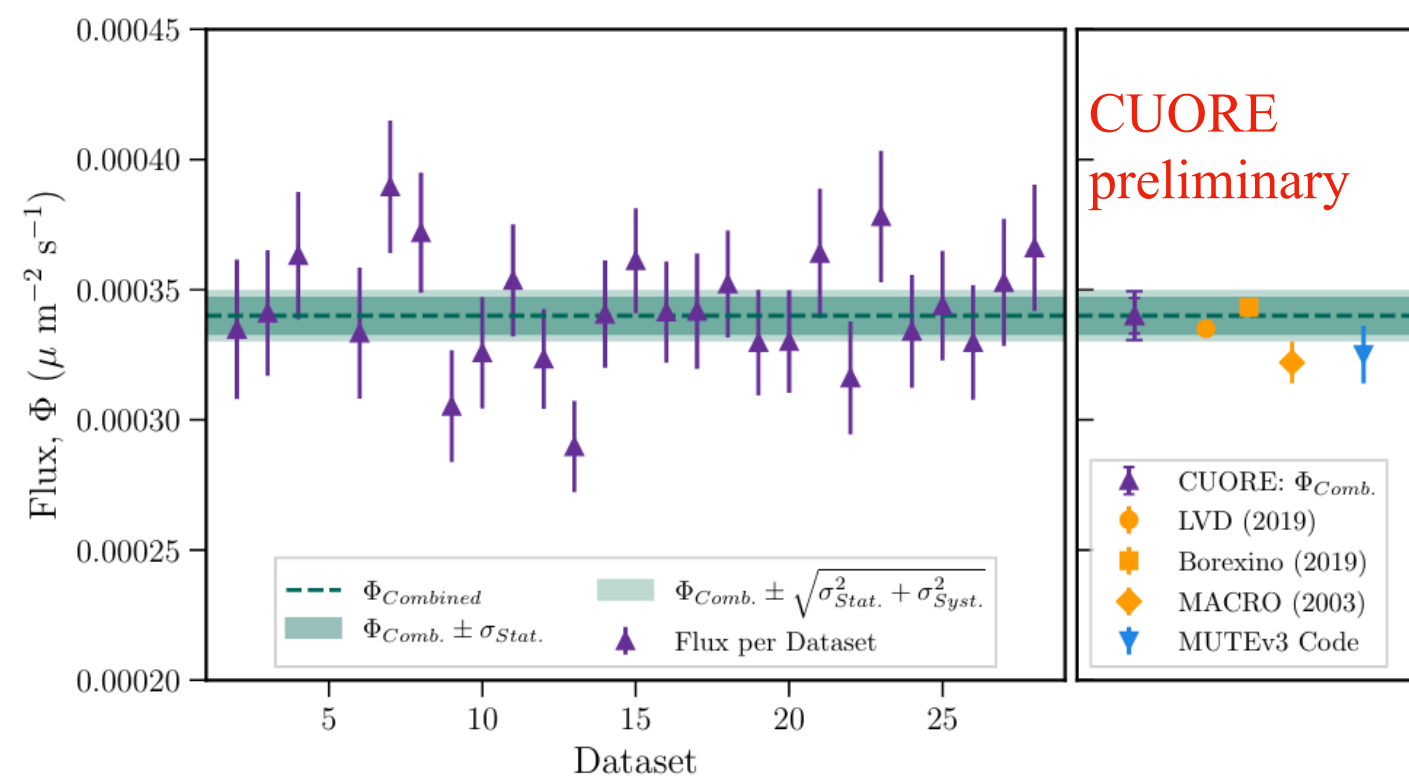 0.00045
0.00040
0.00035
0.00030
0.00025
0.00020
Flux, Φ (μ m⁻² s⁻¹)
5 10 15 20 25
Dataset
Φ_Combined
Φ_Comb. ± σ_Stat.
Φ_Comb. ± √(σ²_Stat. + σ²_Syst.)
Flux per Dataset
CUORE
preliminary
CUORE: Φ_Comb.
LVD (2019)
Borexino (2019)
MACRO (2003)
MUTEv3 Code